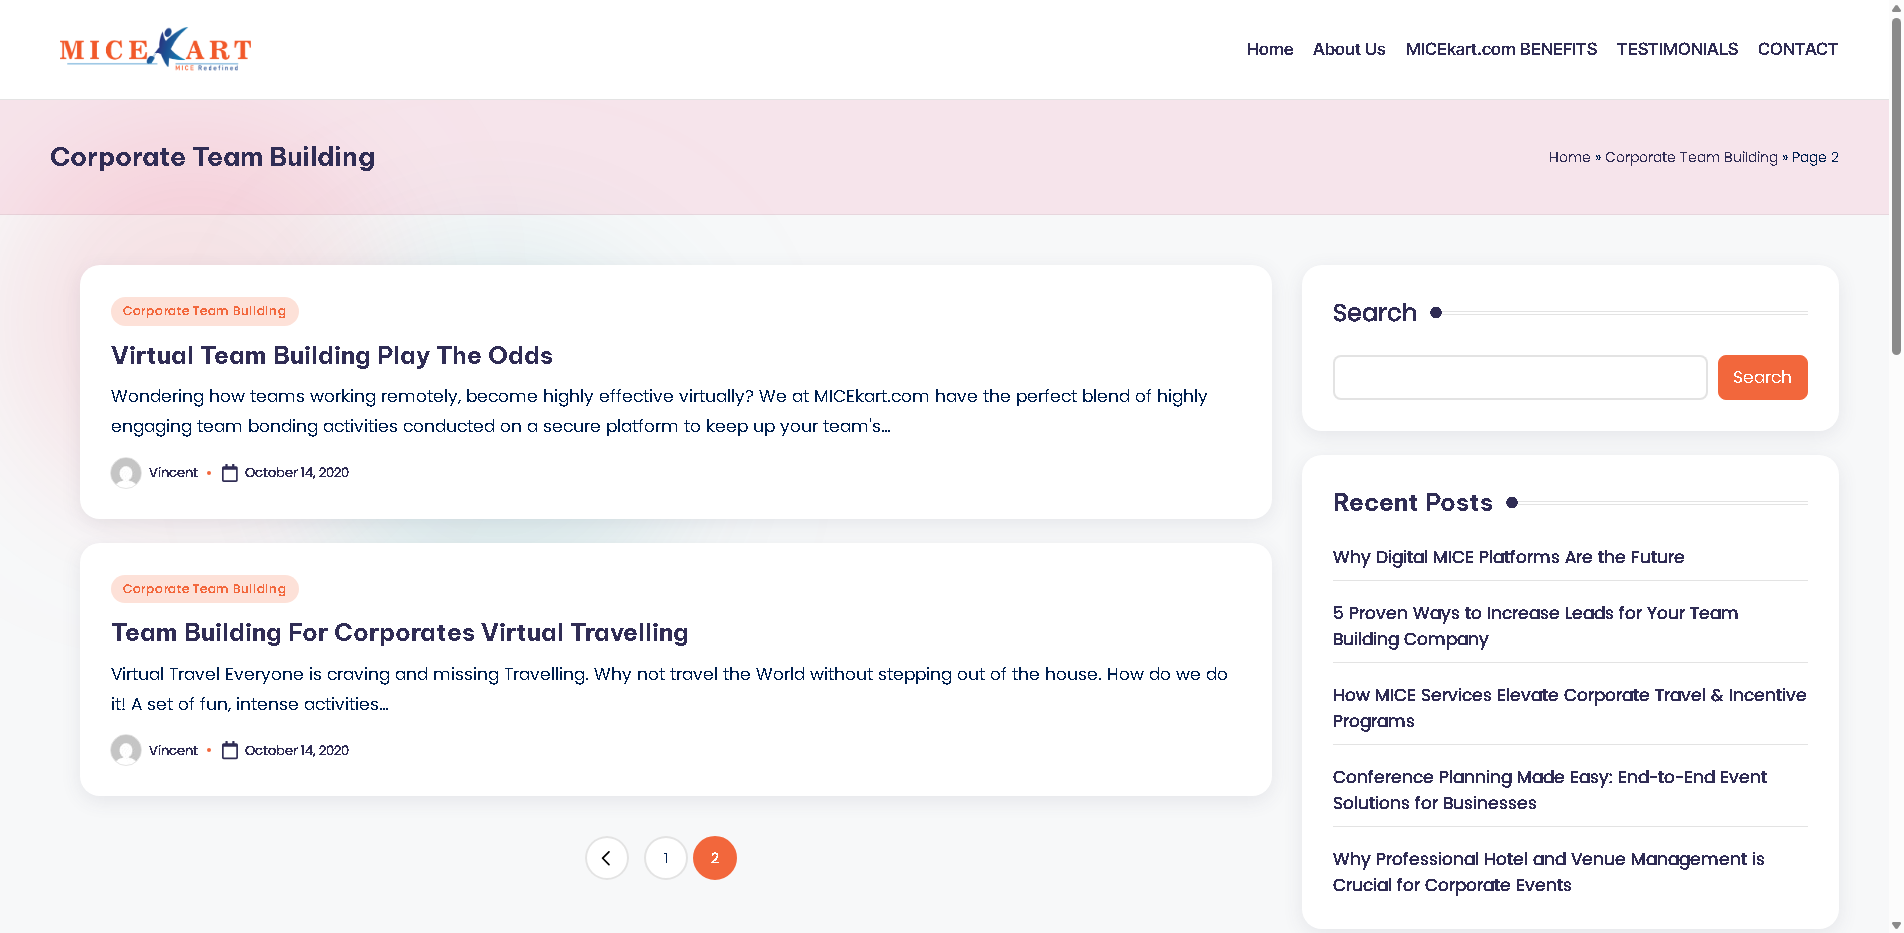 MICEKART
MICE Redefined
Home About Us MICEkart.com BENEFITS TESTIMONIALS CONTACT
Corporate Team Building
Home » Corporate Team Building » Page 2
Corporate Team Building
Virtual Team Building Play The Odds
Wondering how teams working remotely, become highly effective virtually? We at MICEkart.com have the perfect blend of highly
engaging team bonding activities conducted on a secure platform to keep up your team's...
Vincent • October 14, 2020
Corporate Team Building
Team Building For Corporates Virtual Travelling
Virtual Travel Everyone is craving and missing Travelling. Why not travel the World without stepping out of the house. How do we do
it! A set of fun, intense activities...
Vincent • October 14, 2020
1 2
Search
Search
Recent Posts
Why Digital MICE Platforms Are the Future
5 Proven Ways to Increase Leads for Your Team
Building Company
How MICE Services Elevate Corporate Travel & Incentive
Programs
Conference Planning Made Easy: End-to-End Event
Solutions for Businesses
Why Professional Hotel and Venue Management is
Crucial for Corporate Events